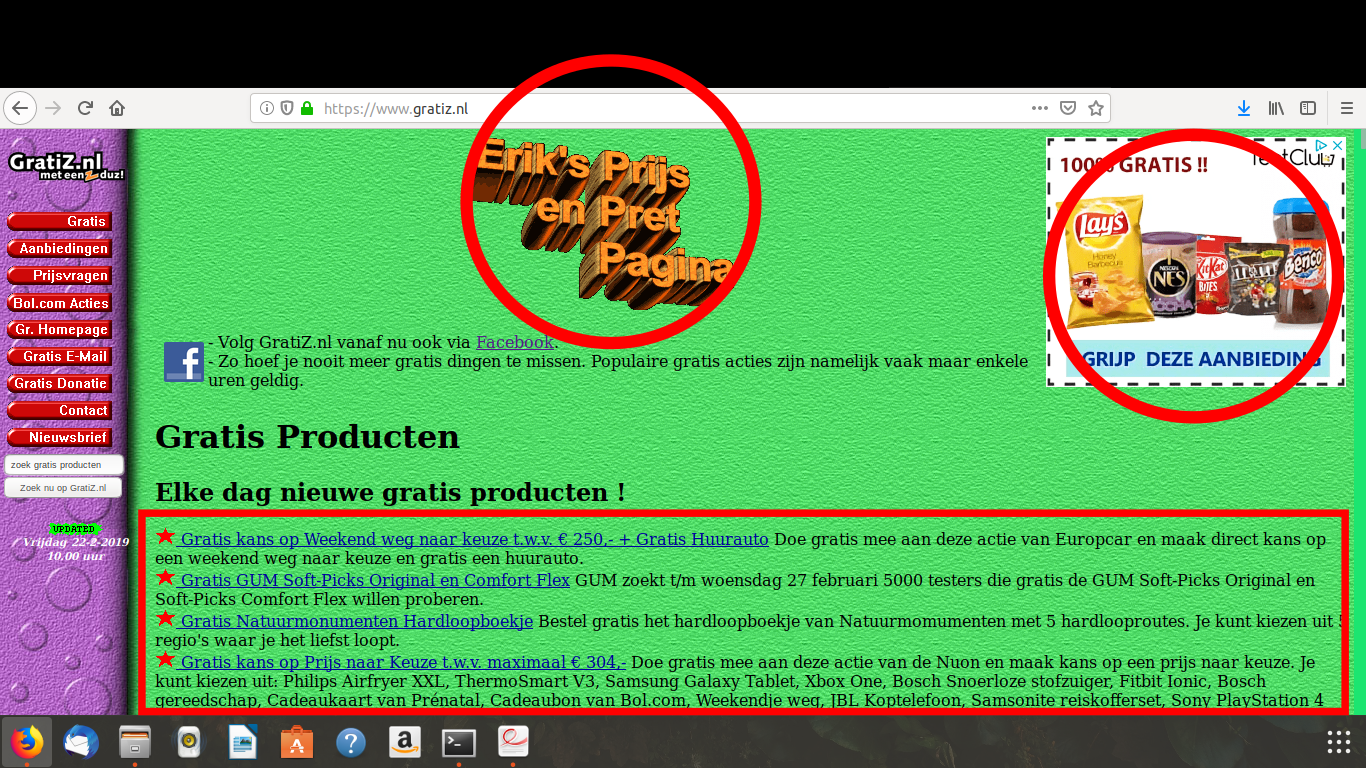 https://www.gratiz.nl
GratiZ.nl
met een Z duz!
Gratis
Aanbiedingen
Prijsvragen
Bol.com Acties
Gr. Homepage
Gratis E-Mail
Gratis Donatie
Contact
Nieuwsbrief
zoek gratis producten
Zoek nu op GratiZ.nl
UPDATED
Vrijdag 22-2-2019
10.00 uur
Erik's Prijs
en Pret
Pagina
100% GRATIS !!
TestClub
Lay's
Honey
Barbecue
NESCAFÉ
NES
KitKat
BITES
Benco
GRIJP DEZE AANBIEDING
- Volg GratiZ.nl vanaf nu ook via Facebook.
- Zo hoef je nooit meer gratis dingen te missen. Populaire gratis acties zijn namelijk vaak maar enkele
uren geldig.
Gratis Producten
Elke dag nieuwe gratis producten !
Gratis kans op Weekend weg naar keuze t.w.v. € 250,- + Gratis Huurauto Doe gratis mee aan deze actie van Europcar en maak direct kans op
een weekend weg naar keuze en gratis een huurauto.
Gratis GUM Soft-Picks Original en Comfort Flex GUM zoekt t/m woensdag 27 februari 5000 testers die gratis de GUM Soft-Picks Original en
Soft-Picks Comfort Flex willen proberen.
Gratis Natuurmonumenten Hardloopboekje Bestel gratis het hardloopboekje van Natuurmomumenten met 5 hardlooproutes. Je kunt kiezen uit 5
regio's waar je het liefst loopt.
Gratis kans op Prijs naar Keuze t.w.v. maximaal € 304,- Doe gratis mee aan deze actie van de Nuon en maak kans op een prijs naar keuze. Je
kunt kiezen uit: Philips Airfryer XXL, ThermoSmart V3, Samsung Galaxy Tablet, Xbox One, Bosch Snoerloze stofzuiger, Fitbit Ionic, Bosch
gereedschap, Cadeaukaart van Prénatal, Cadeaubon van Bol.com, Weekendje weg, JBL Koptelefoon, Samsonite reiskofferset, Sony PlayStation 4